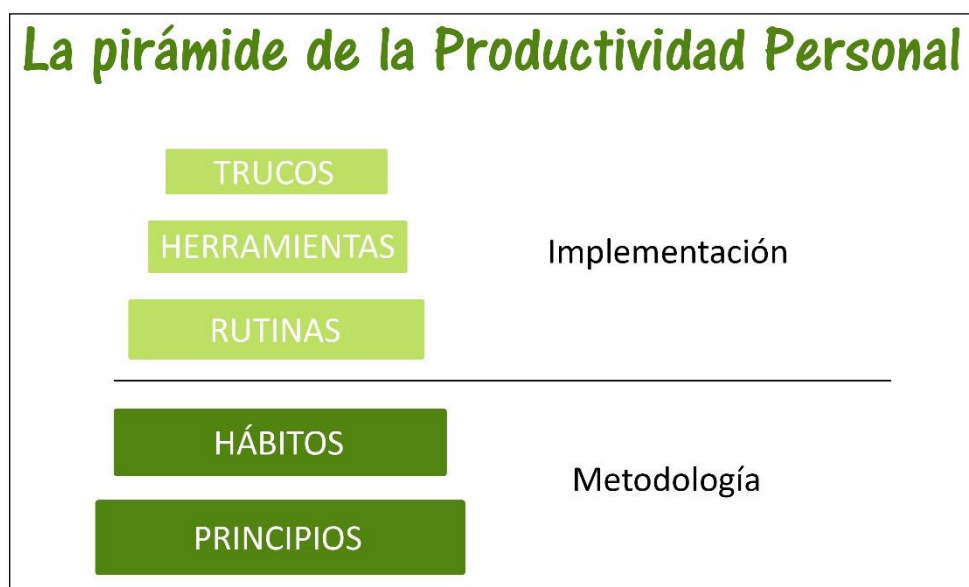 La pirámide de la Productividad Personal
TRUCOS
HERRAMIENTAS
Implementación
RUTINAS
HÁBITOS
Metodología
PRINCIPIOS